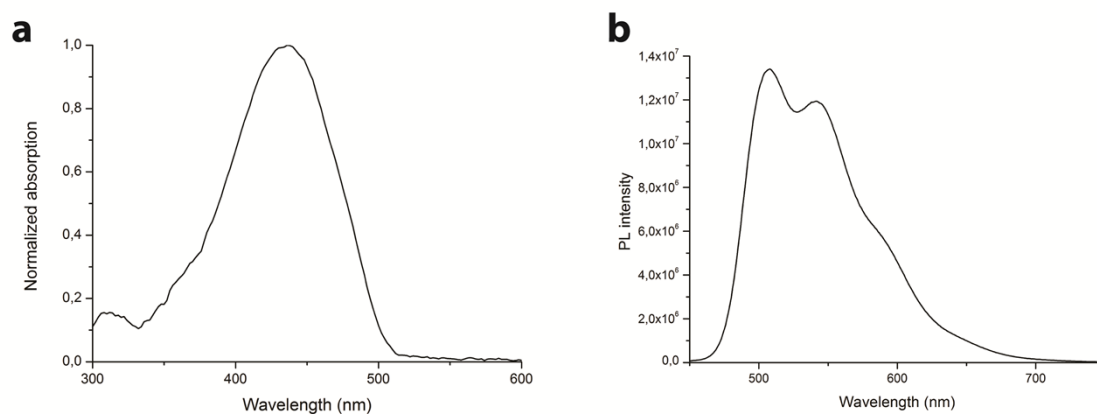 a
1,0
0,8
0,6
0,4
0,2
0,0
Normalized absorption
300
400
500
600
Wavelength (nm)
b
1,4x10⁷
1,2x10⁷
1,0x10⁷
8,0x10⁶
6,0x10⁶
4,0x10⁶
2,0x10⁶
0,0
PL intensity
500
600
700
Wavelength (nm)